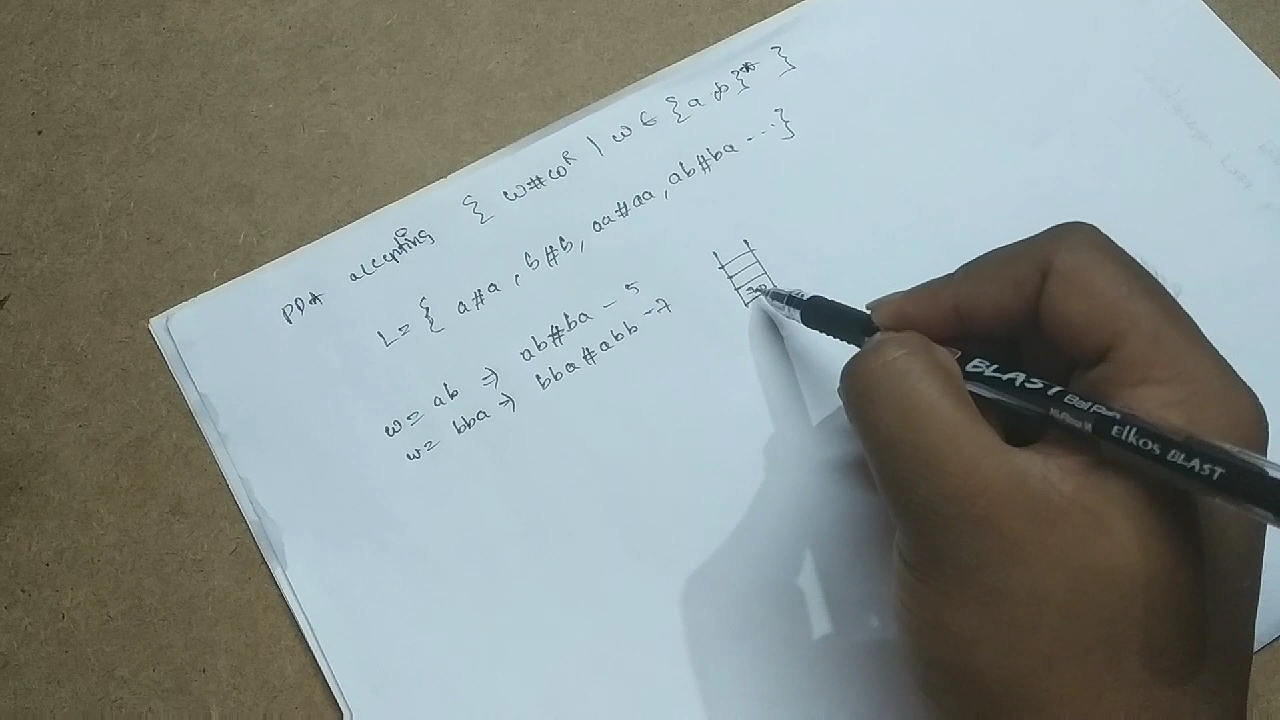 PDA accepting { w#w^R | w ∈ {a,b}* }
L = { a#a, b#b, aa#aa, ab#ba ...}
w = ab ⇒ ab#ba - 5
w = bba ⇒ bba#abb - 7
BLAST Ball Pen
Elkos BLAST